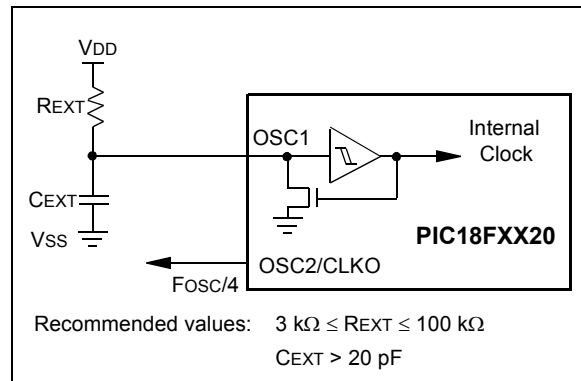 VDD
REXT
OSC1
Internal
Clock
CEXT
PIC18FXX20
VSS
OSC2/CLKO
FOSC/4
Recommended values: 3 kΩ ≤ REXT ≤ 100 kΩ
CEXT > 20 pF